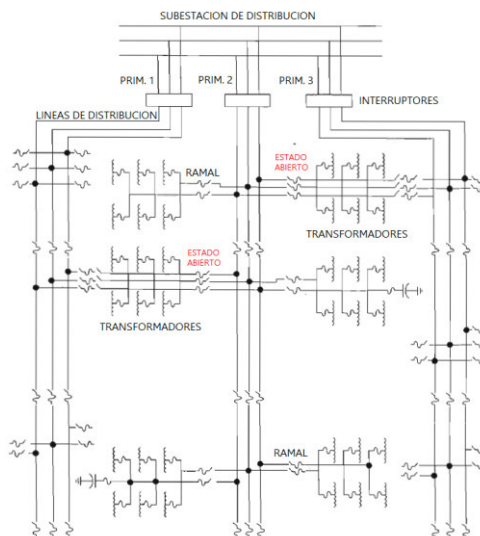 SUBESTACION DE DISTRIBUCION
PRIM. 1
PRIM. 2
PRIM. 3
INTERRUPTORES
LINEAS DE DISTRIBUCION
RAMAL
ESTADO
ABIERTO
TRANSFORMADORES
ESTADO
ABIERTO
TRANSFORMADORES
RAMAL